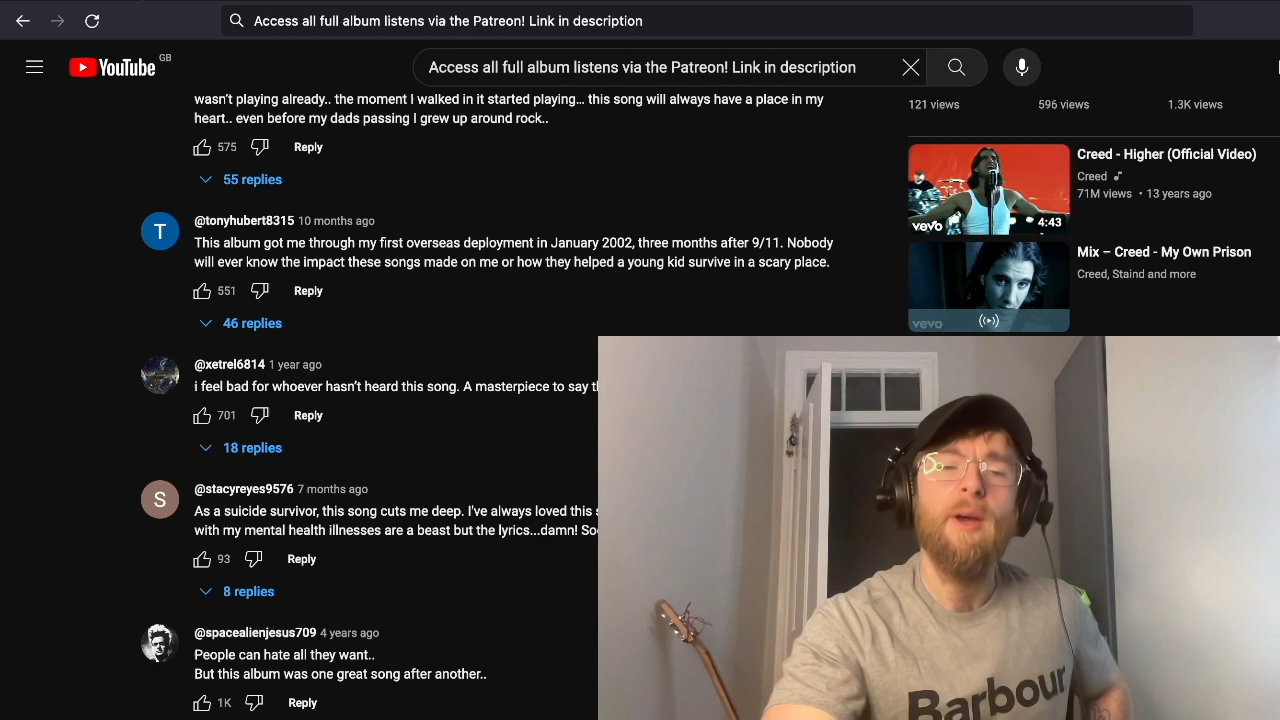 Access all full album listens via the Patreon! Link in description
YouTube GB
Access all full album listens via the Patreon! Link in description
wasn't playing already.. the moment I walked in it started playing... this song will always have a place in my
heart.. even before my dads passing I grew up around rock..
575 Reply
55 replies
T
@tonyhubert8315 10 months ago
This album got me through my first overseas deployment in January 2002, three months after 9/11. Nobody
will ever know the impact these songs made on me or how they helped a young kid survive in a scary place.
551 Reply
46 replies
@xetrel6814 1 year ago
i feel bad for whoever hasn't heard this song. A masterpiece to say
701 Reply
18 replies
S
@stacyreyes9576 7 months ago
As a suicide survivor, this song cuts me deep. I've always loved this
with my mental health illnesses are a beast but the lyrics...damn!
93 Reply
8 replies
@spacealienjesus709 4 years ago
People can hate all they want..
But this album was one great song after another..
1K Reply
121 views 596 views 1.3K views
Creed - Higher (Official Video)
Creed
71M views • 13 years ago
vevo 4:43
Mix – Creed - My Own Prison
Creed, Staind and more
vevo
Barbour